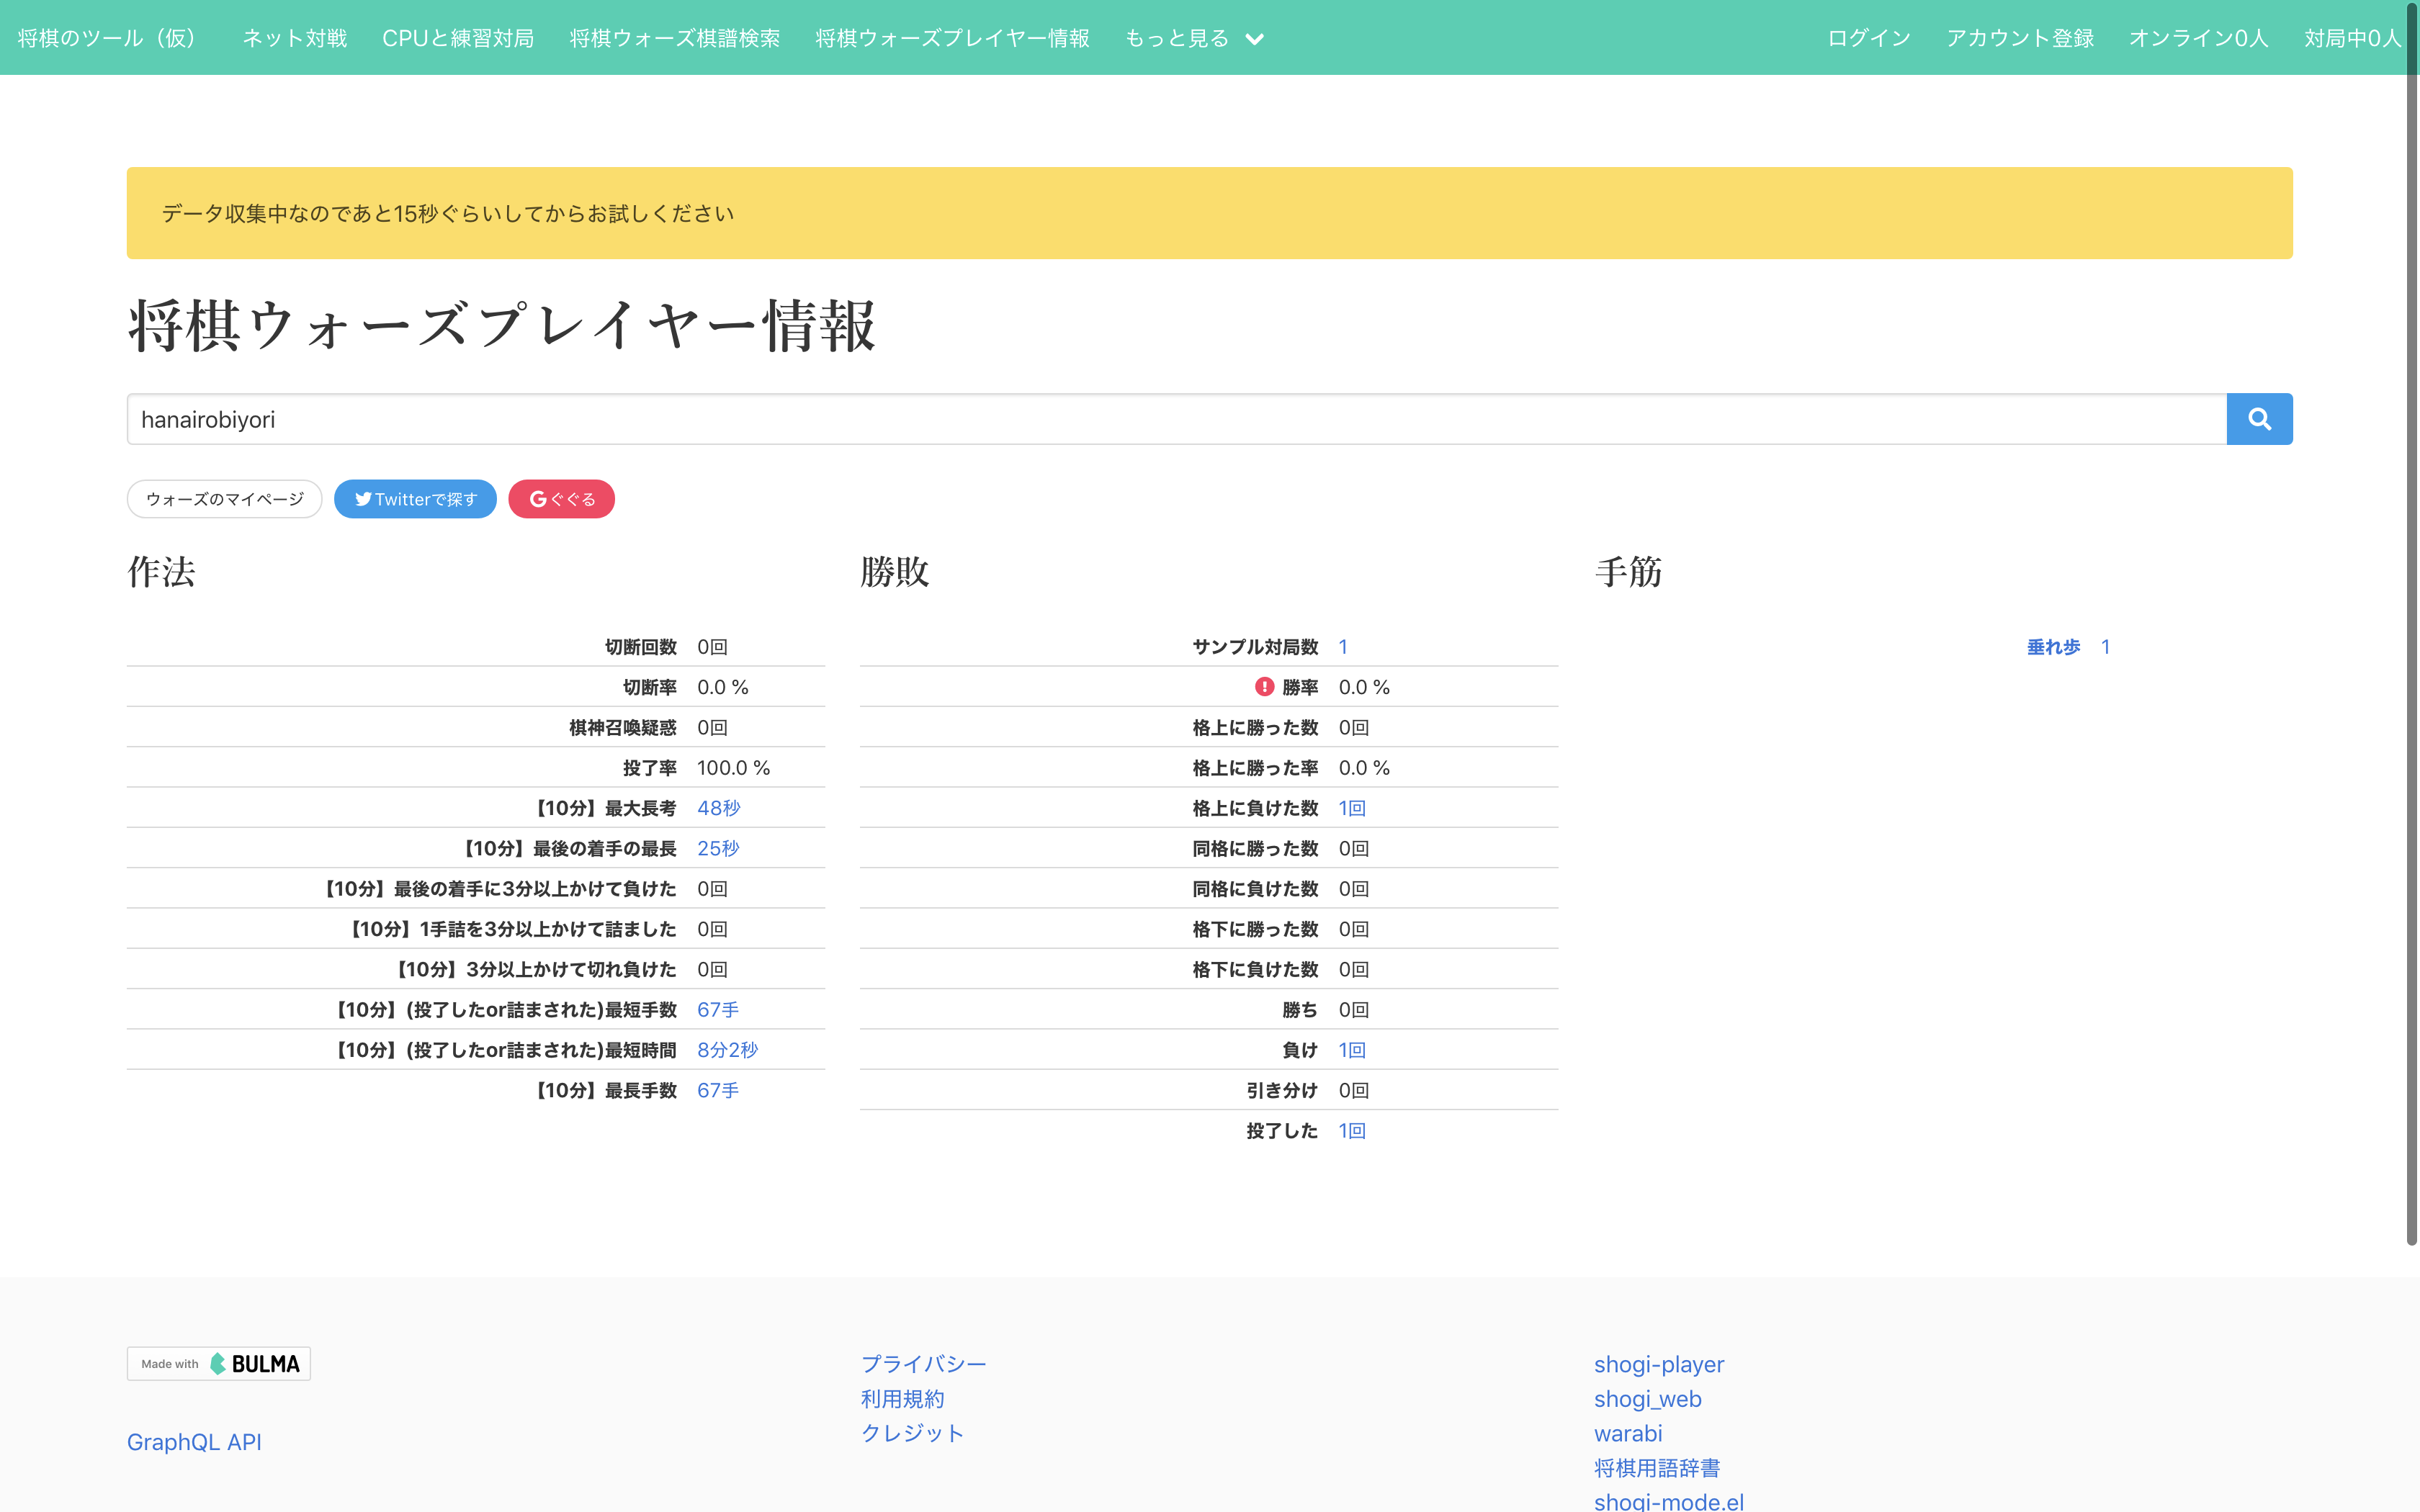 将棋のツール（仮） ネット対戦 CPUと練習対局 将棋ウォーズ棋譜検索 将棋ウォーズプレイヤー情報 もっと見る ログイン アカウント登録 オンライン0人 対局中0人
データ収集中なのであと15秒ぐらいしてからお試しください
将棋ウォーズプレイヤー情報
hanairobiyori
ウォーズのマイページ Twitterで探す ぐぐる
作法
切断回数 0回
切断率 0.0 %
棋神召喚疑惑 0回
投了率 100.0 %
【10分】最大長考 48秒
【10分】最後の着手の最長 25秒
【10分】最後の着手に3分以上かけて負けた 0回
【10分】1手詰を3分以上かけて詰ました 0回
【10分】3分以上かけて切れ負けた 0回
【10分】(投了したor詰まされた)最短手数 67手
【10分】(投了したor詰まされた)最短時間 8分2秒
【10分】最長手数 67手
勝敗
サンプル対局数 1
勝率 0.0 %
格上に勝った数 0回
格上に勝った率 0.0 %
格上に負けた数 1回
同格に勝った数 0回
同格に負けた数 0回
格下に勝った数 0回
格下に負けた数 0回
勝ち 0回
負け 1回
引き分け 0回
投了した 1回
手筋
垂れ歩 1
Made with BULMA
GraphQL API
プライバシー
利用規約
クレジット
shogi-player
shogi_web
warabi
将棋用語辞書
shogi-mode.el